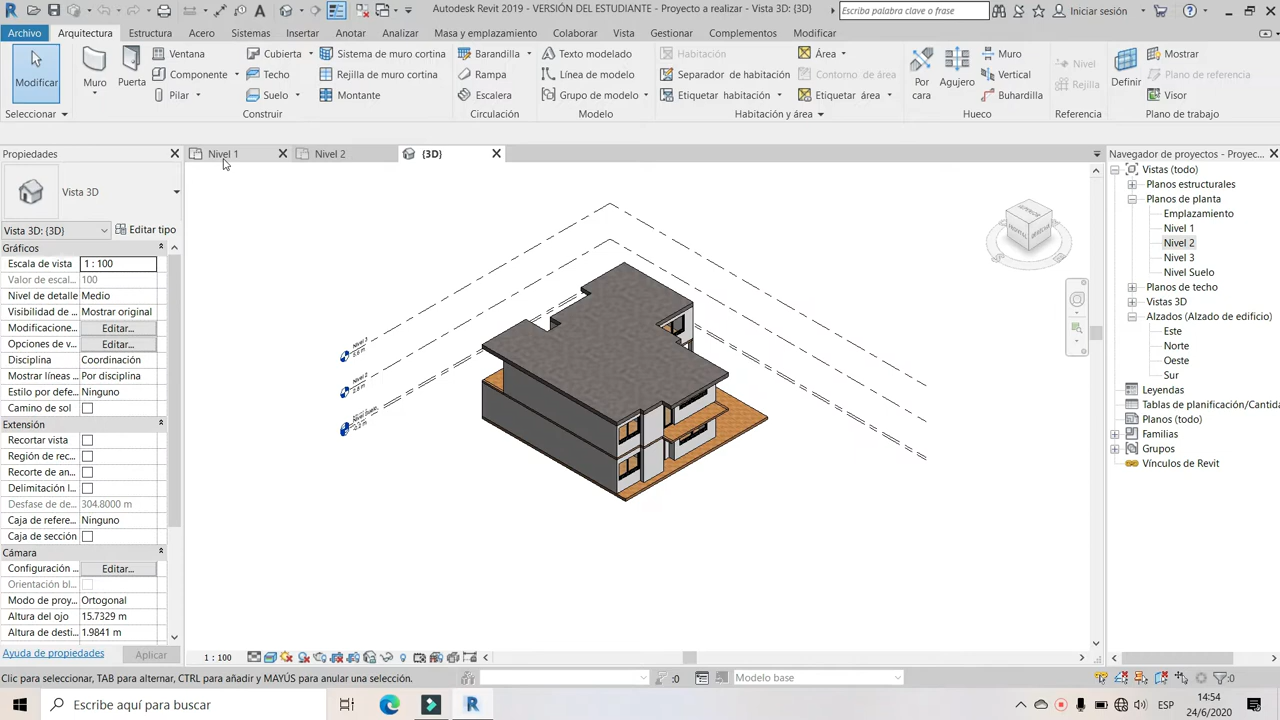 Autodesk Revit 2019 - VERSIÓN DEL ESTUDIANTE - Proyecto a realizar - Vista 3D: {3D}
Escriba palabra clave o frase
Iniciar sesión
Archivo Arquitectura Estructura Acero Sistemas Insertar Anotar Analizar Masa y emplazamiento Colaborar Vista Gestionar Complementos Modificar
Modificar
Seleccionar
Muro
Puerta
Ventana
Componente
Pilar
Cubierta
Techo
Suelo
Sistema de muro cortina
Rejilla de muro cortina
Montante
Construir
Barandilla
Rampa
Escalera
Circulación
Texto modelado
Línea de modelo
Grupo de modelo
Modelo
Habitación
Separador de habitación
Etiquetar habitación
Área
Contorno de área
Etiquetar área
Habitación y área
Por
cara
Agujero
Muro
Vertical
Buhardilla
Hueco
Nivel
Rejilla
Referencia
Definir
Mostrar
Plano de referencia
Visor
Plano de trabajo
Propiedades
Nivel 1
Nivel 2
{3D}
Navegador de proyectos - Proyec...
Vista 3D
Vista 3D: {3D}
Editar tipo
Gráficos
Escala de vista 1 : 100
Valor de escal... 100
Nivel de detalle Medio
Visibilidad de ... Mostrar original
Modificacione... Editar...
Opciones de v... Editar...
Disciplina Coordinación
Mostrar líneas ... Por disciplina
Estilo por defe... Ninguno
Camino de sol
Extensión
Recortar vista
Región de rec...
Recorte de an...
Delimitación l...
Desfase de de... 304.8000 m
Caja de refere... Ninguno
Caja de sección
Cámara
Configuración ... Editar...
Orientación bl...
Modo de proy... Ortogonal
Altura del ojo 15.7329 m
Altura de desti... 1.9841 m
Ayuda de propiedades
Aplicar
Vistas (todo)
Planos estructurales
Planos de planta
Emplazamiento
Nivel 1
Nivel 2
Nivel 3
Nivel Suelo
Planos de techo
Vistas 3D
Alzados (Alzado de edificio)
Este
Norte
Oeste
Sur
Leyendas
Tablas de planificación/Cantida
Planos (todo)
Familias
Grupos
Vínculos de Revit
1 : 100
Clic para seleccionar, TAB para alternar, CTRL para añadir y MAYÚS para anular una selección.
:0
Modelo base
:0
Escribe aquí para buscar
ESP
14:54
24/6/2020